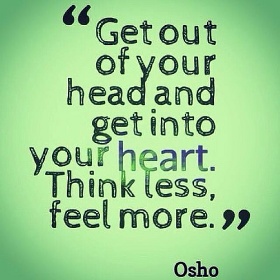 “Get out
of your
head and
get into
your heart.
Think less,
feel more.”
Osho